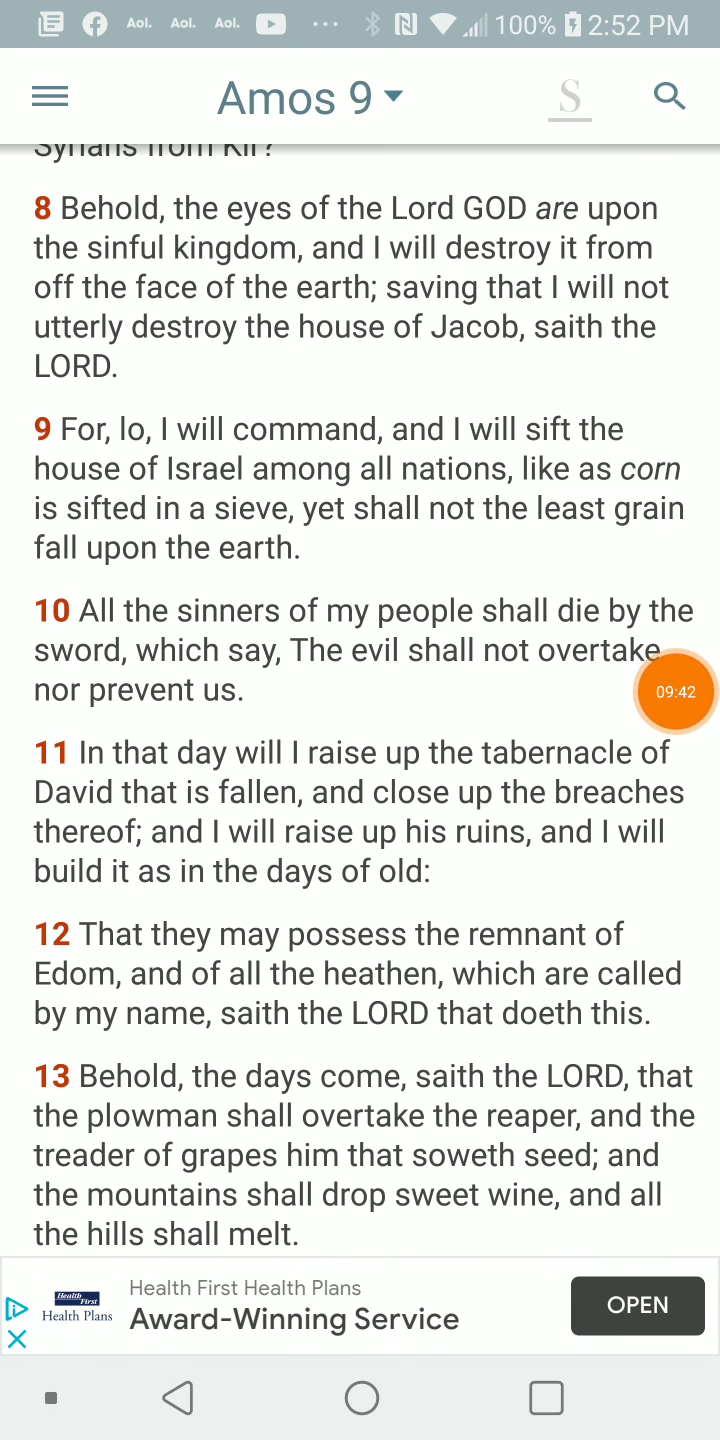 Aol. Aol. Aol. 100% 2:52 PM
Amos 9 S
Syrians from Kir?
8 Behold, the eyes of the Lord GOD are upon
the sinful kingdom, and I will destroy it from
off the face of the earth; saving that I will not
utterly destroy the house of Jacob, saith the
LORD.
9 For, lo, I will command, and I will sift the
house of Israel among all nations, like as corn
is sifted in a sieve, yet shall not the least grain
fall upon the earth.
10 All the sinners of my people shall die by the
sword, which say, The evil shall not overtake
nor prevent us.
09:42
11 In that day will I raise up the tabernacle of
David that is fallen, and close up the breaches
thereof; and I will raise up his ruins, and I will
build it as in the days of old:
12 That they may possess the remnant of
Edom, and of all the heathen, which are called
by my name, saith the LORD that doeth this.
13 Behold, the days come, saith the LORD, that
the plowman shall overtake the reaper, and the
treader of grapes him that soweth seed; and
the mountains shall drop sweet wine, and all
the hills shall melt.
Health First
Health Plans
Health First Health Plans
Award-Winning Service
OPEN